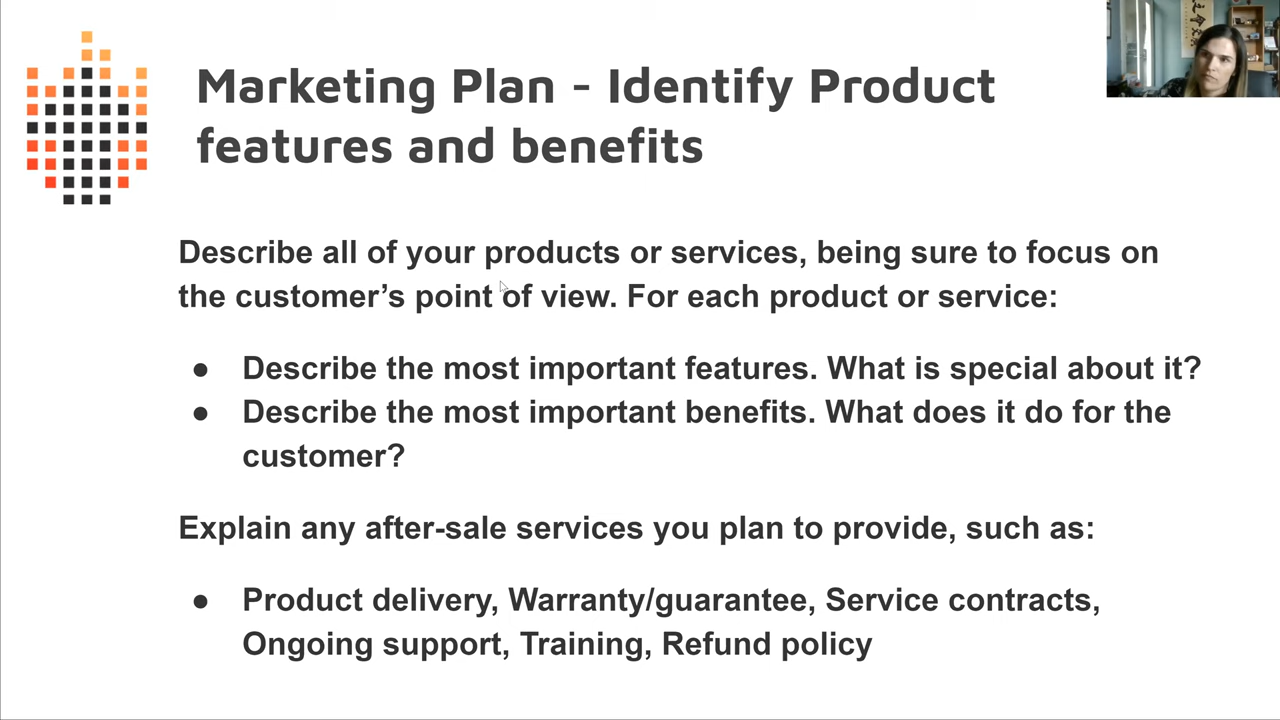 Marketing Plan - Identify Product
features and benefits
Describe all of your products or services, being sure to focus on
the customer’s point of view. For each product or service:
● Describe the most important features. What is special about it?
● Describe the most important benefits. What does it do for the
customer?
Explain any after-sale services you plan to provide, such as:
● Product delivery, Warranty/guarantee, Service contracts,
Ongoing support, Training, Refund policy